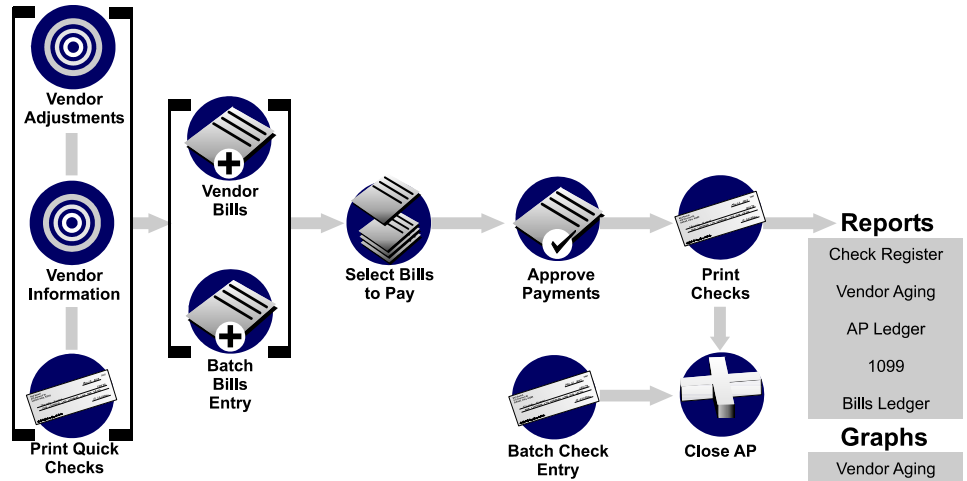 Vendor
Adjustments
Vendor
Information
Print Quick
Checks
Vendor
Bills
Batch
Bills
Entry
Select Bills
to Pay
Approve
Payments
Print
Checks
Batch Check
Entry
Close AP
Reports
Check Register
Vendor Aging
AP Ledger
1099
Bills Ledger
Graphs
Vendor Aging